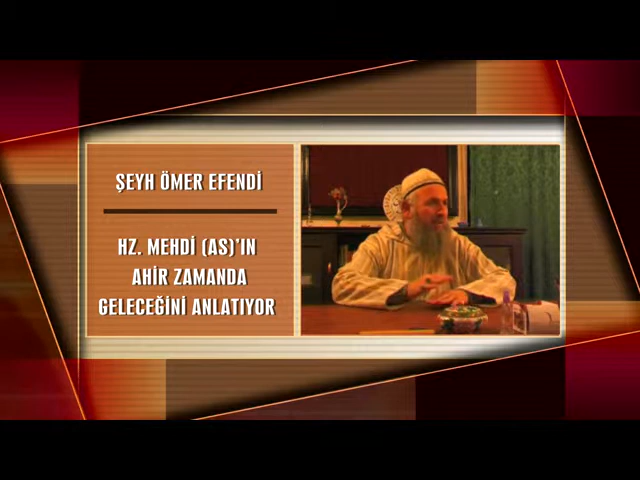 ŞEYH ÖMER EFENDİ
HZ. MEHDİ (AS)'IN
AHİR ZAMANDA
GELECEĞİNİ ANLATIYOR